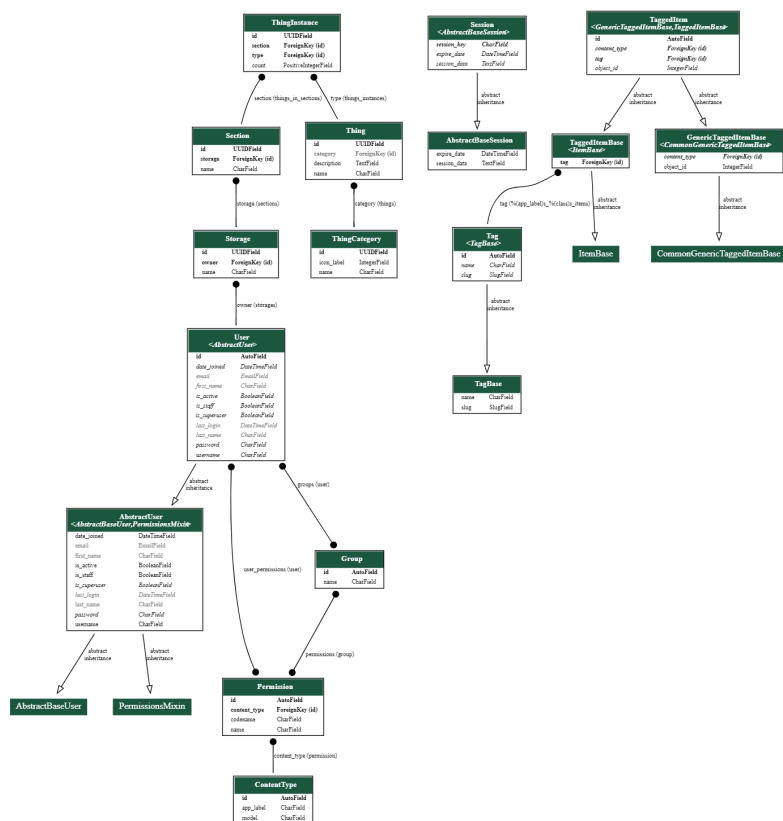 ThingInstance
id UUIDField
section ForeignKey (id)
type ForeignKey (id)
count PositiveIntegerField
section (things_in_sections)
type (things_instances)
Section
id UUIDField
storage ForeignKey (id)
name CharField
Thing
id UUIDField
category ForeignKey (id)
description TextField
name CharField
storage (sections)
category (things)
Storage
id UUIDField
owner ForeignKey (id)
name CharField
ThingCategory
id UUIDField
icon_label IntegerField
name CharField
owner (storages)
User
<AbstractUser>
id AutoField
date_joined DateTimeField
email EmailField
first_name CharField
is_active BooleanField
is_staff BooleanField
is_superuser BooleanField
last_login DateTimeField
last_name CharField
password CharField
username CharField
abstract
inheritance
groups (user)
AbstractUser
<AbstractBaseUser,PermissionsMixin>
date_joined DateTimeField
email EmailField
first_name CharField
is_active BooleanField
is_staff BooleanField
is_superuser BooleanField
last_login DateTimeField
last_name CharField
password CharField
username CharField
user_permissions (user)
Group
id AutoField
name CharField
abstract
inheritance
abstract
inheritance
permissions (group)
AbstractBaseUser
PermissionsMixin
Permission
id AutoField
content_type ForeignKey (id)
codename CharField
name CharField
content_type (permission)
ContentType
id AutoField
app_label CharField
model CharField
Session
<AbstractBaseSession>
session_key CharField
expire_date DateTimeField
session_data TextField
abstract
inheritance
AbstractBaseSession
expire_date DateTimeField
session_data TextField
TaggedItem
<GenericTaggedItemBase,TaggedItemBase>
id AutoField
content_type ForeignKey (id)
tag ForeignKey (id)
object_id IntegerField
abstract
inheritance
abstract
inheritance
TaggedItemBase
<ItemBase>
tag ForeignKey (id)
GenericTaggedItemBase
<CommonGenericTaggedItemBase>
content_type ForeignKey (id)
object_id IntegerField
tag (%(app_label)s_%(class)s_items)
abstract
inheritance
abstract
inheritance
Tag
<TagBase>
id AutoField
name CharField
slug SlugField
ItemBase
CommonGenericTaggedItemBase
abstract
inheritance
TagBase
name CharField
slug SlugField